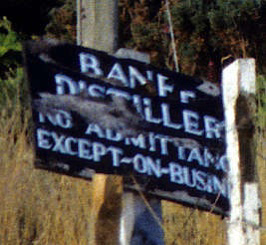 BANFF
DISTILLER
NO ADMITTANC
EXCEPT-ON-BUSIN